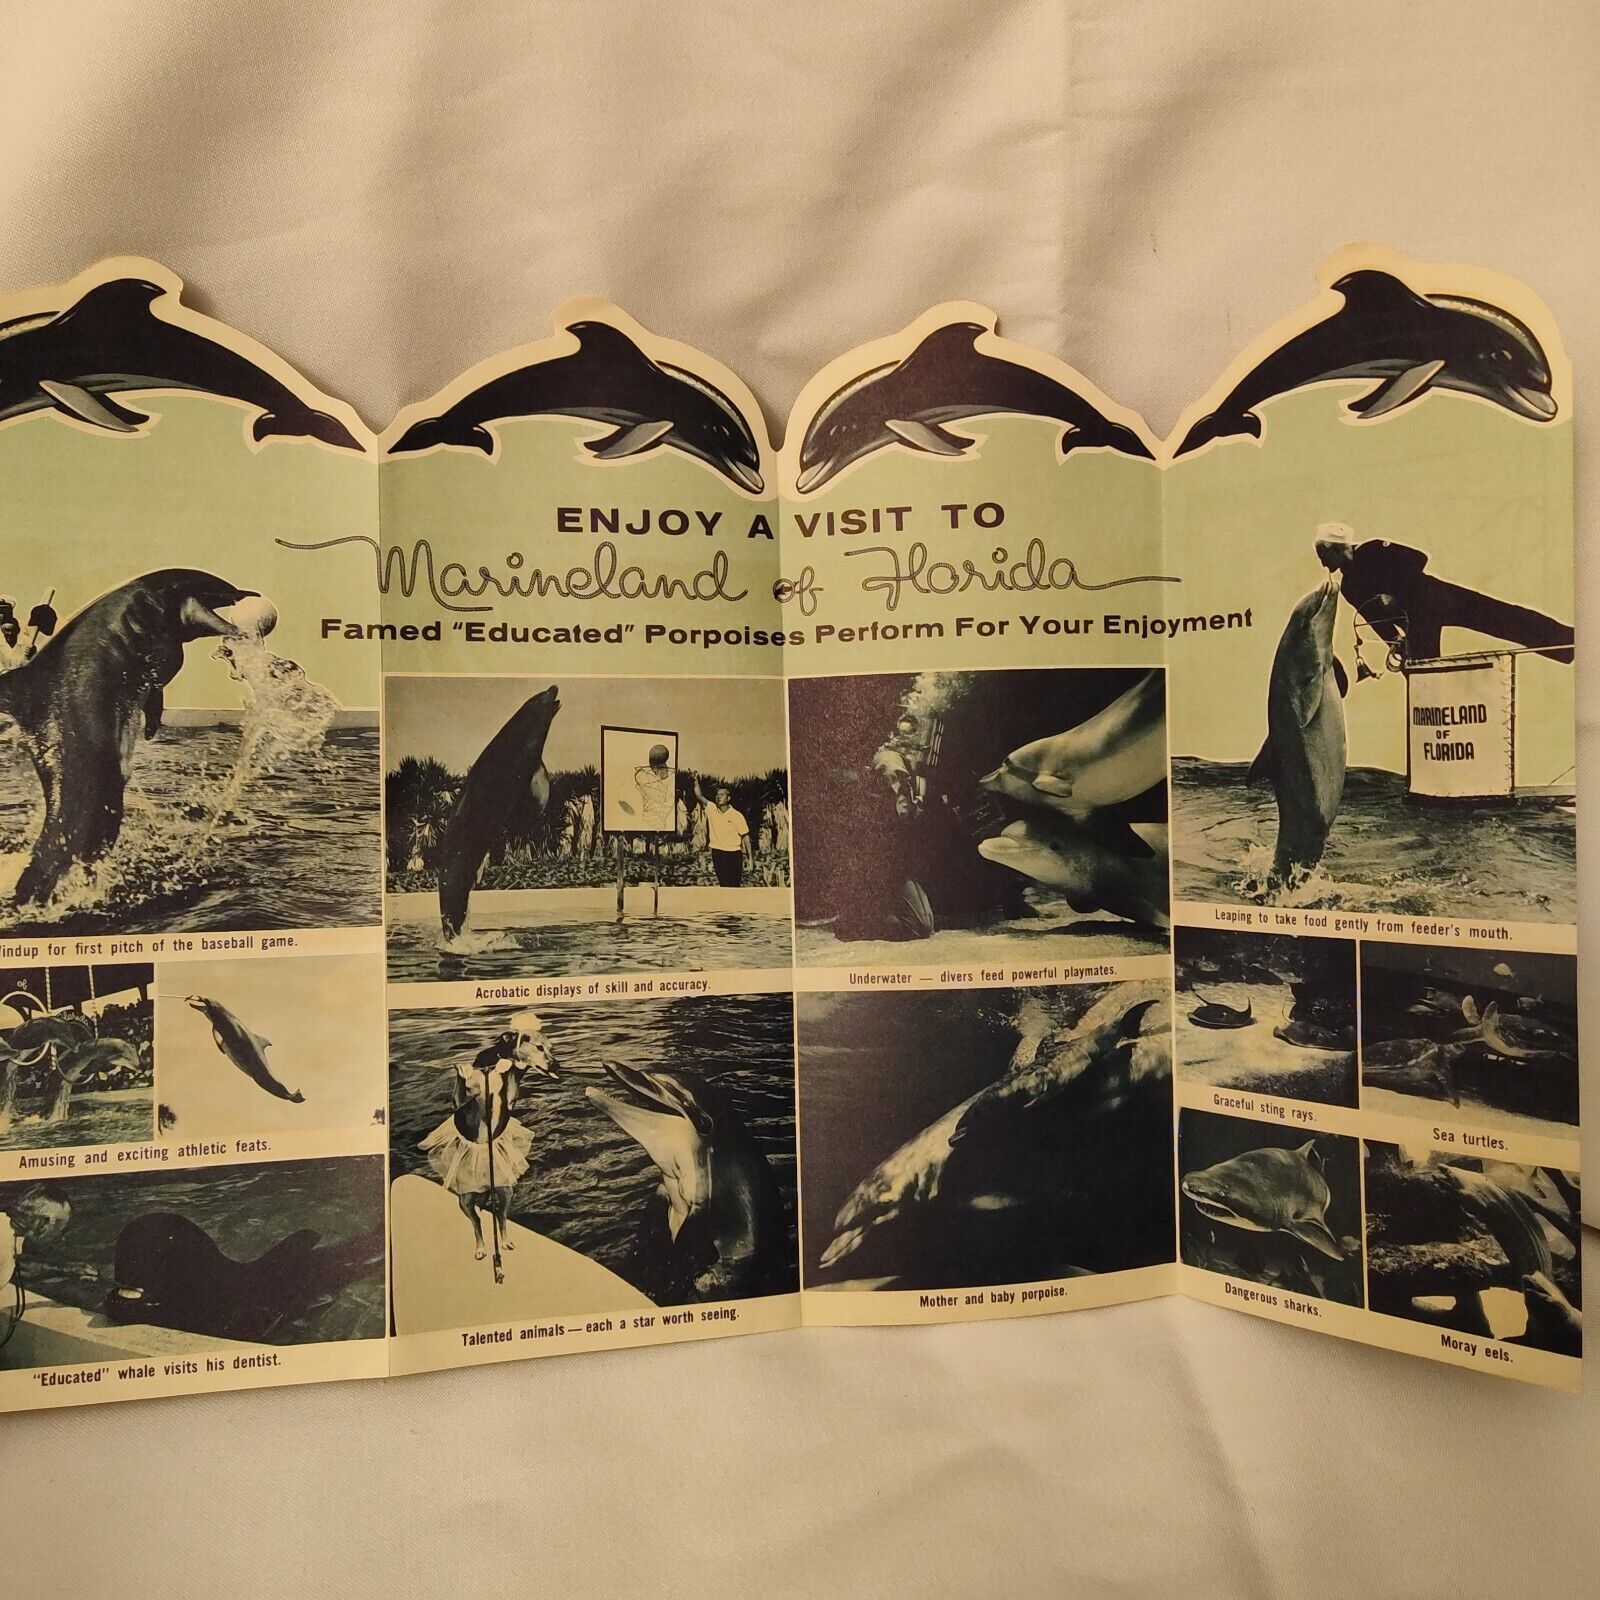 ENJOY A VISIT TO
Marineland of Florida
Famed "Educated" Porpoises Perform For Your Enjoyment
MARINELAND
OF
FLORIDA
Leaping to take food gently from feeder's mouth.
for first pitch of the baseball game.
Acrobatic displays of skill and accuracy.
Underwater — divers feed powerful playmates.
Amusing and exciting athletic feats.
Graceful sting rays.
Sea turtles.
"Educated" whale visits his dentist.
Talented animals — each a star worth seeing.
Mother and baby porpoise.
Dangerous sharks.
Moray eels.